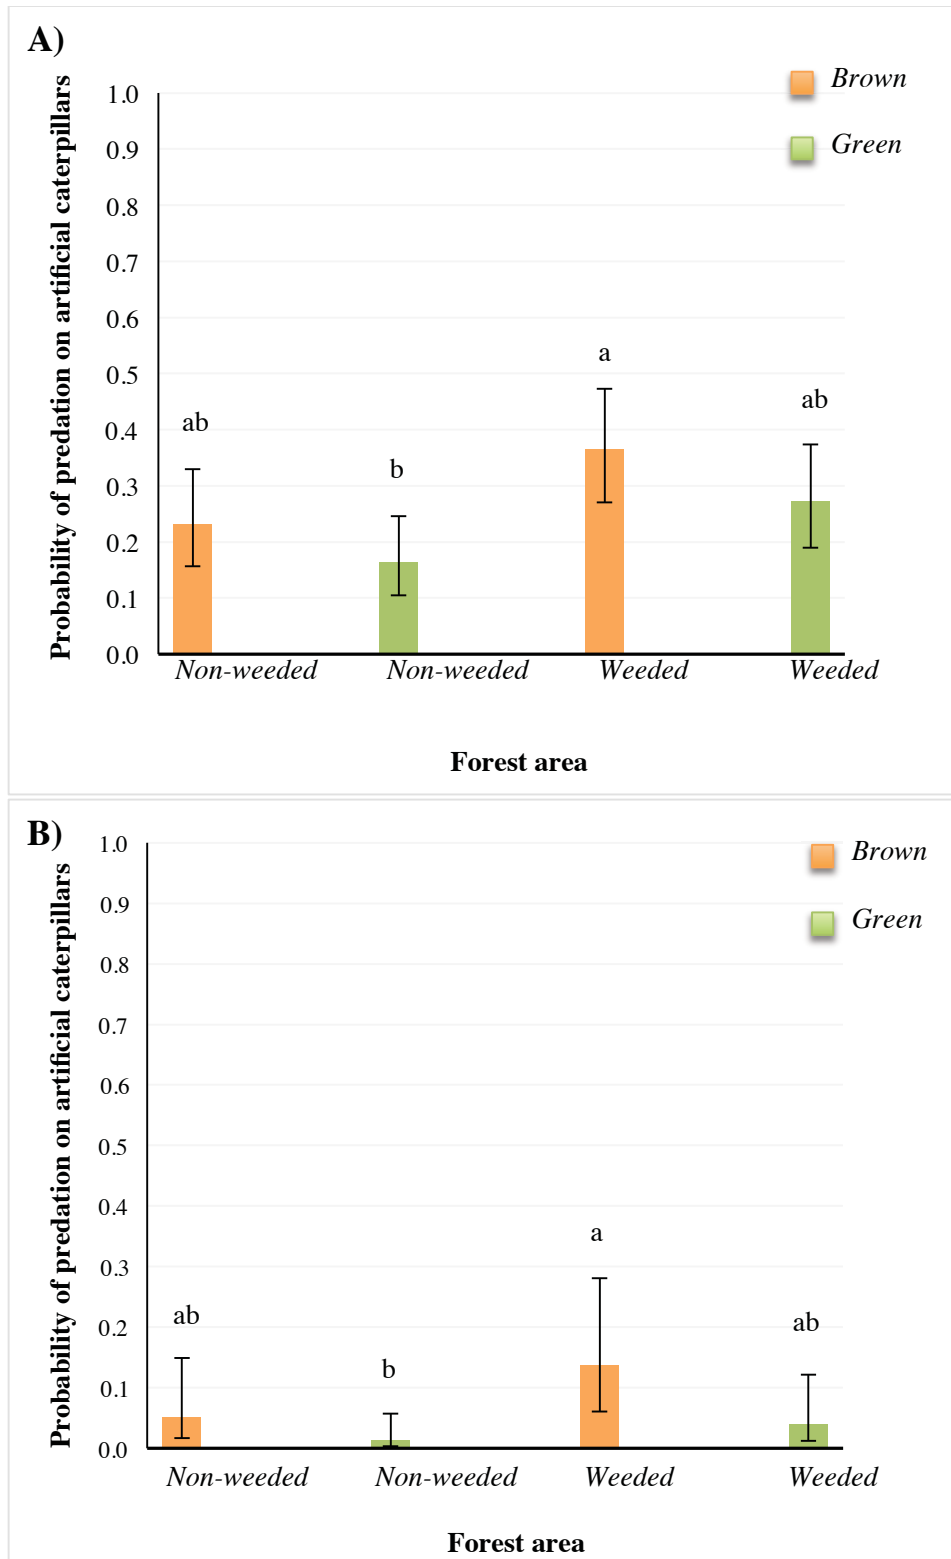 A)
Probability of predation on artificial caterpillars
Brown
Green
1.0
0.9
0.8
0.7
0.6
0.5
0.4
0.3
0.2
0.1
0.0
ab
b
a
ab
Non-weeded
Non-weeded
Weeded
Weeded
Forest area
B)
Probability of predation on artificial caterpillars
Brown
Green
1.0
0.9
0.8
0.7
0.6
0.5
0.4
0.3
0.2
0.1
0.0
ab
b
a
ab
Non-weeded
Non-weeded
Weeded
Weeded
Forest area